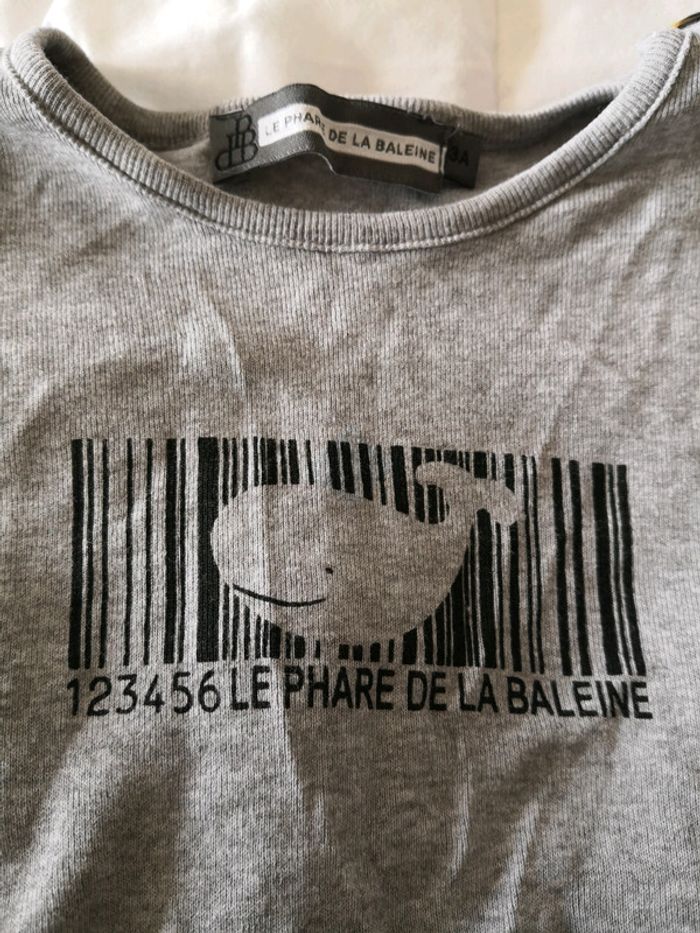 LE PHARE DE LA BALEINE
3A
123456 LE PHARE DE LA BALEINE